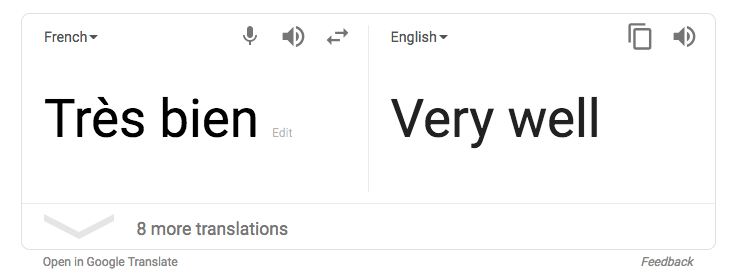 French English
Très bien Edit Very well
8 more translations
Open in Google Translate Feedback